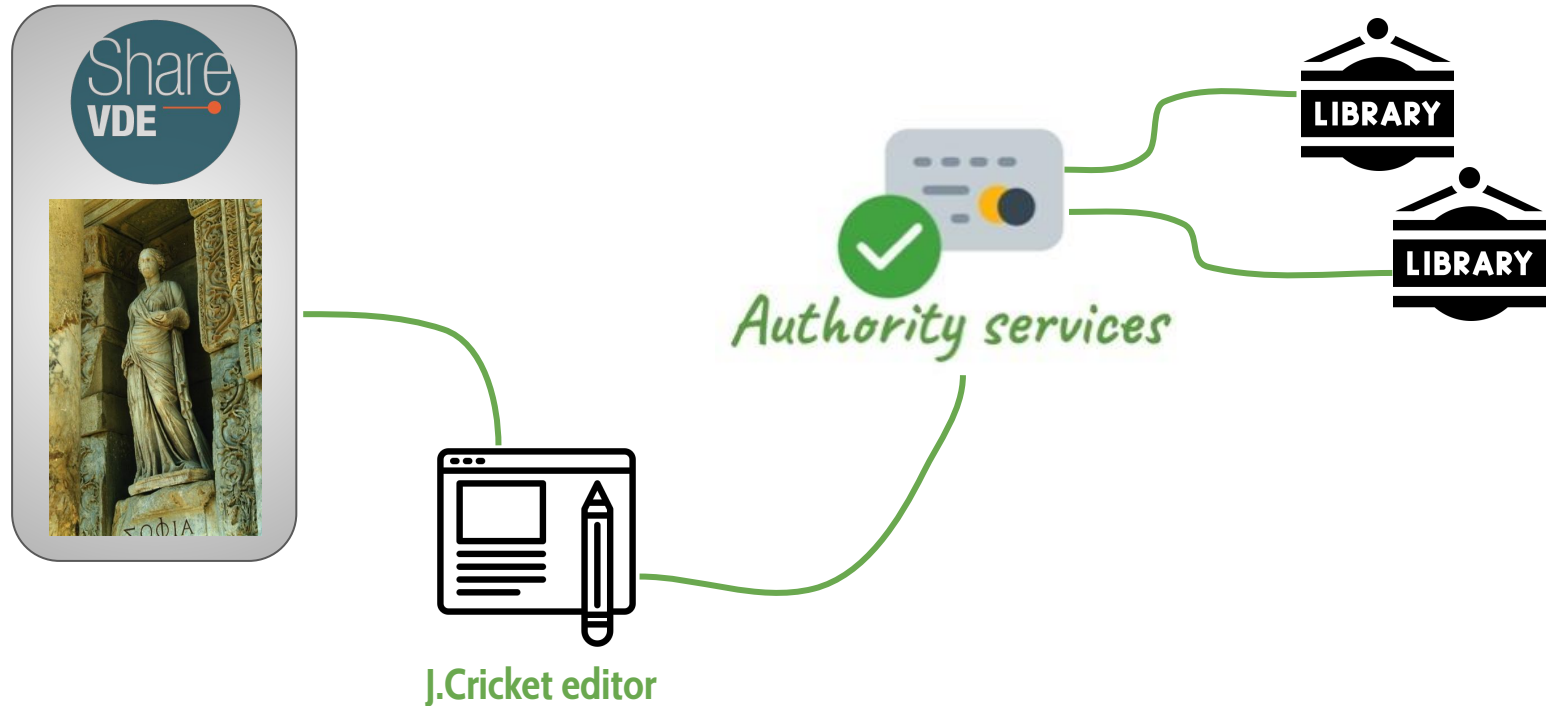 Share
VDE
ΣΟΦΙΑ
LIBRARY
LIBRARY
Authority services
J.Cricket editor